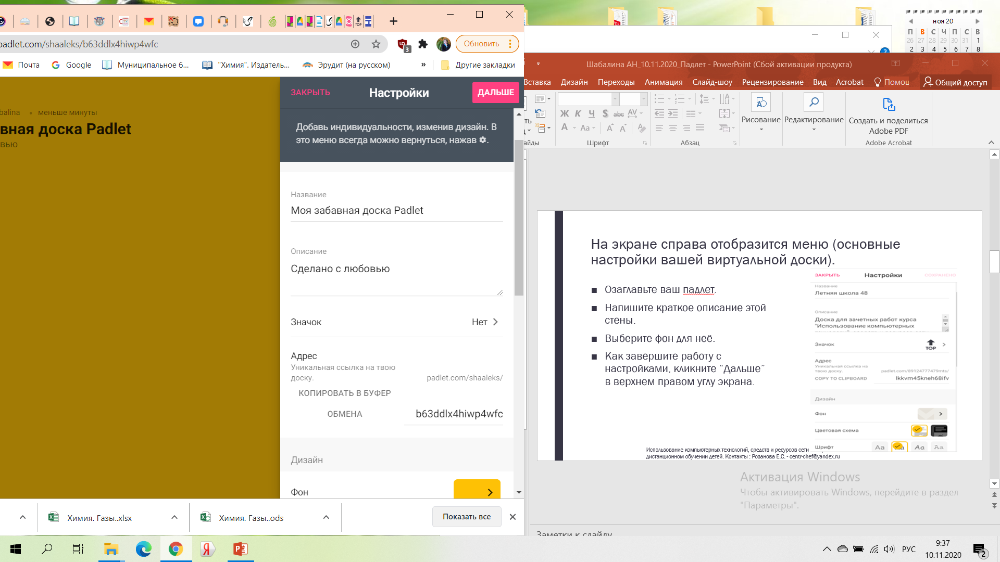 padlet.com/shaaleks/b63ddlx4hiwp4wfc
3
Обновить
Почта
Google
Муниципальное б...
"Химия". Издатель...
Эрудит (на русском)
»
Другие закладки
balina • меньше минуты
вная доска Padlet
вью
ЗАКРЫТЬ
Настройки
ДАЛЬШЕ
Добавь индивидуальности, изменив дизайн. В
это меню всегда можно вернуться, нажав ⚙.
Название
Моя забавная доска Padlet
Описание
Сделано с любовью
Значок
Нет
Адрес
Уникальная ссылка на твою
доску.
padlet.com/shaaleks/
КОПИРОВАТЬ В БУФЕР
ОБМЕНА
b63ddlx4hiwp4wfc
Дизайн
Фон
Химия. Газы..xlsx
Химия. Газы..ods
Показать все
ноя 20
П В С Ч П С В
26 27 28 29 30 31 1
2 3 4 5 6 7 8
Шабалина АН_10.11.2020_Падлет - PowerPoint (Сбой активации продукта)
Вставка
Дизайн
Переходы
Анимация
Слайд-шоу
Рецензирование
Вид
Acrobat
Помощ
Общий доступ
Ж К Ч S abc AV
A Aa A A
Шрифт
Абзац
Рисование
Редактирование
Создать и поделиться
Adobe PDF
Adobe Acrobat
На экране справа отобразится меню (основные
настройки вашей виртуальной доски).
■ Озаглавьте ваш падлет.
■ Напишите краткое описание этой
стены.
■ Выберите фон для неё.
■ Как завершите работу с
настройками, кликните “Дальше”
в верхнем правом углу экрана.
ЗАКРЫТЬ
Настройки
СОХРАНЕНО
Название
Летняя школа 48
Описание
Доска для зачетных работ курса
"Использование компьютерных
Значок
TOP
Адрес
Уникальная ссылка на
твою доску.
padlet.com/89124777479mts/
COPY TO CLIPBOARD
lkkvm45kneh68ifv
Дизайн
Фон
Цветовая схема
Шрифт
Aa Aa Aa
Использование компьютерных технологий, средств и ресурсов сети
дистанционном обучении детей. Контакты : Розанова Е.С. - centr-chef@yandex.ru
Активация Windows
Чтобы активировать Windows, перейдите в раздел
"Параметры".
Заметки к слайду
РУС
9:37
10.11.2020
2